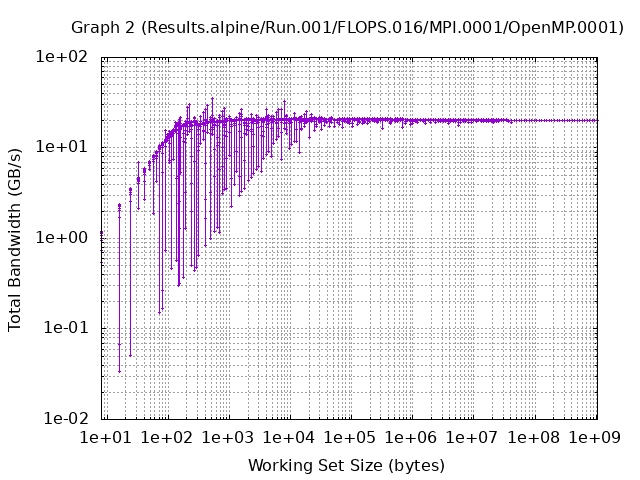 Graph 2 (Results.alpine/Run.001/FLOPS.016/MPI.0001/OpenMP.0001)
1e+02
1e+01
1e+00
1e-01
1e-02
Total Bandwidth (GB/s)
1e+01 1e+02 1e+03 1e+04 1e+05 1e+06 1e+07 1e+08 1e+09
Working Set Size (bytes)